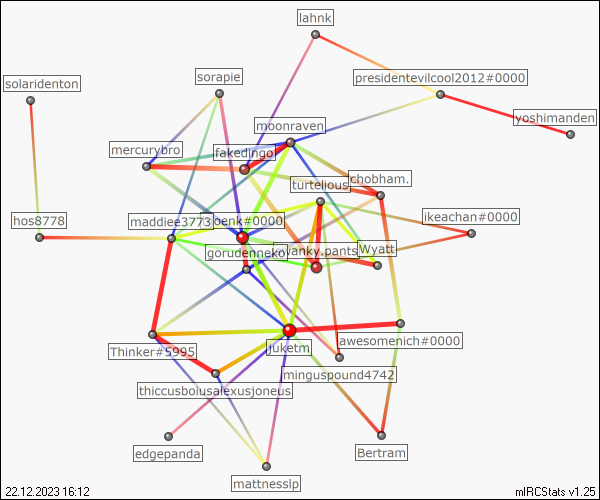 lahnk
solaridenton
sorapie
presidentevilcool2012#0000
yoshimanden
moonraven
mercurybro
fakedingo
chobham.
turtelious
hos8778
maddiee3773
benk#0000
ikeachan#0000
gorudenneko
yanky.pants
Wyatt
awesomenich#0000
juketm
Thinker#5995
minguspound4742
thiccusboiusalexusjoneus
edgepanda
Bertram
mattnesslp
22.12.2023 16:12
mIRCStats v1.25